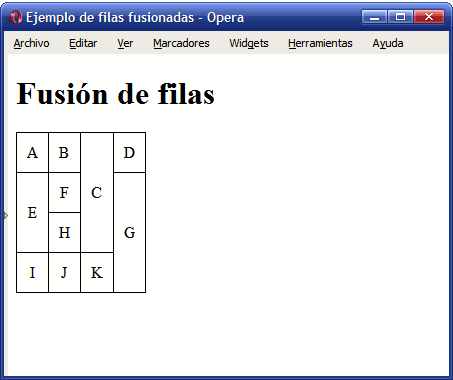 Ejemplo de filas fusionadas - Opera
Archivo Editar Ver Marcadores Widgets Herramientas Ayuda
Fusión de filas
A B C D
E F G
H
I J K